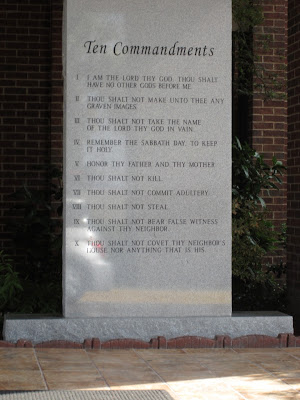 Ten Commandments
I I AM THE LORD THY GOD. THOU SHALT
HAVE NO OTHER GODS BEFORE ME.
II THOU SHALT NOT MAKE UNTO THEE ANY
GRAVEN IMAGES.
III THOU SHALT NOT TAKE THE NAME
OF THE LORD THY GOD IN VAIN.
IV. REMEMBER THE SABBATH DAY, TO KEEP
IT HOLY.
V HONOR THY FATHER AND THY MOTHER.
VI THOU SHALT NOT KILL.
VII THOU SHALT NOT COMMIT ADULTERY.
VIII THOU SHALT NOT STEAL.
IX THOU SHALT NOT BEAR FALSE WITNESS
AGAINST THY NEIGHBOR.
X THOU SHALT NOT COVET THY NEIGHBOR'S
HOUSE NOR ANYTHING THAT IS HIS.